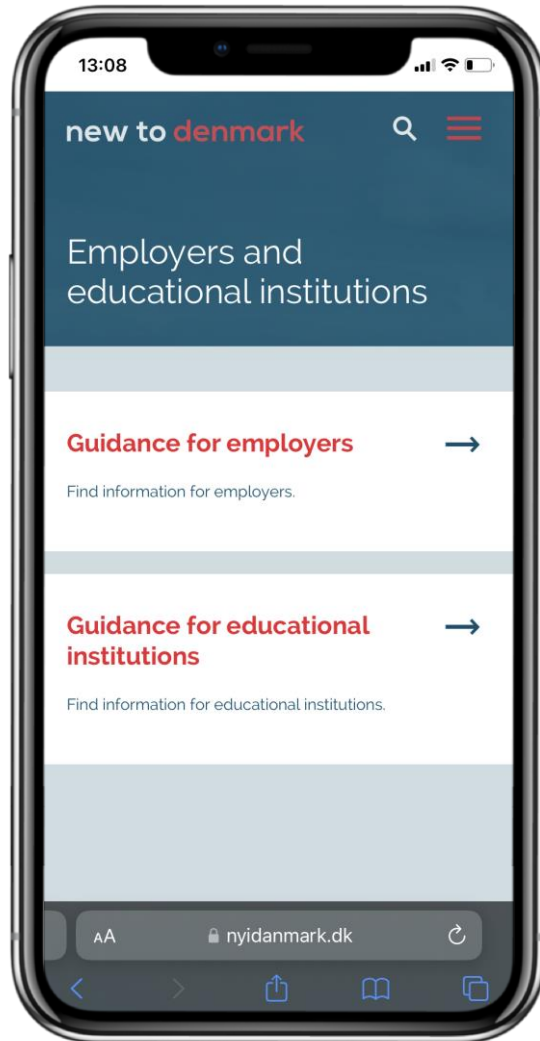 13:08
new to denmark
Employers and
educational institutions
Guidance for employers
Find information for employers.
Guidance for educational
institutions
Find information for educational institutions.
AA nyidanmark.dk